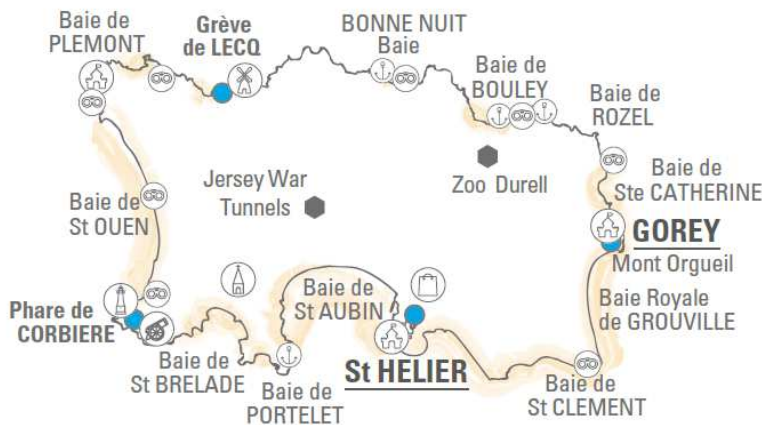 Baie de
PLEMONT
Grève
de LECQ
BONNE NUIT
Baie
Baie de
BOULEY
Baie de
ROZEL
Jersey War
Tunnels
Zoo Durell
Baie de
Ste CATHERINE
Baie de
St OUEN
GOREY
Mont Orgueil
Phare de
CORBIERE
Baie de
St AUBIN
Baie Royale
de GROUVILLE
Baie de
St BRELADE
Baie de
PORTELET
St HELIER
Baie de
St CLEMENT